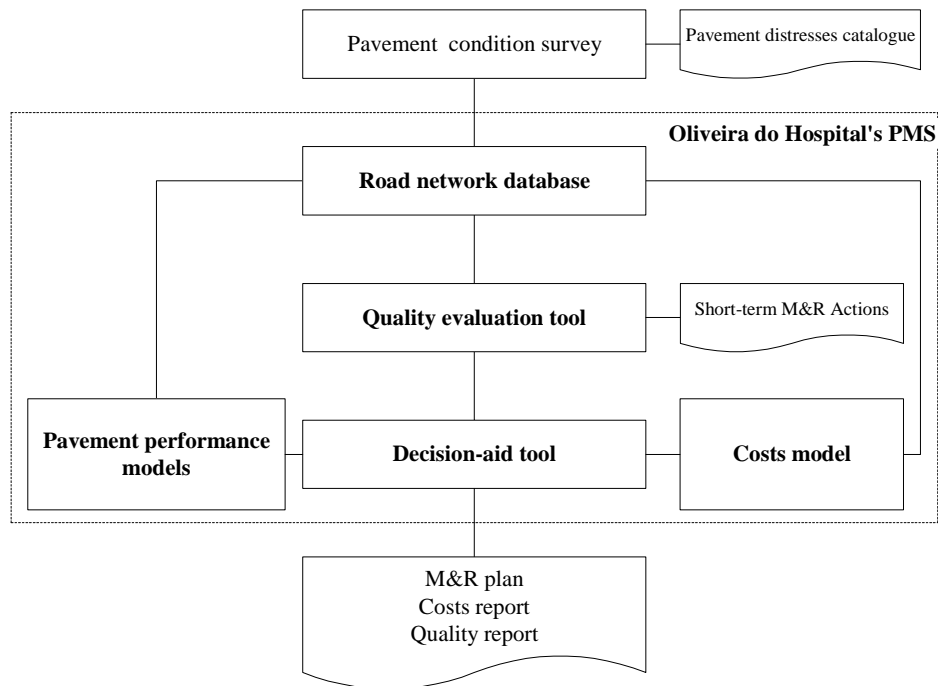 Pavement condition survey
Pavement distresses catalogue
Oliveira do Hospital's PMS
Road network database
Quality evaluation tool
Short-term M&R Actions
Pavement performance
models
Decision-aid tool
Costs model
M&R plan
Costs report
Quality report